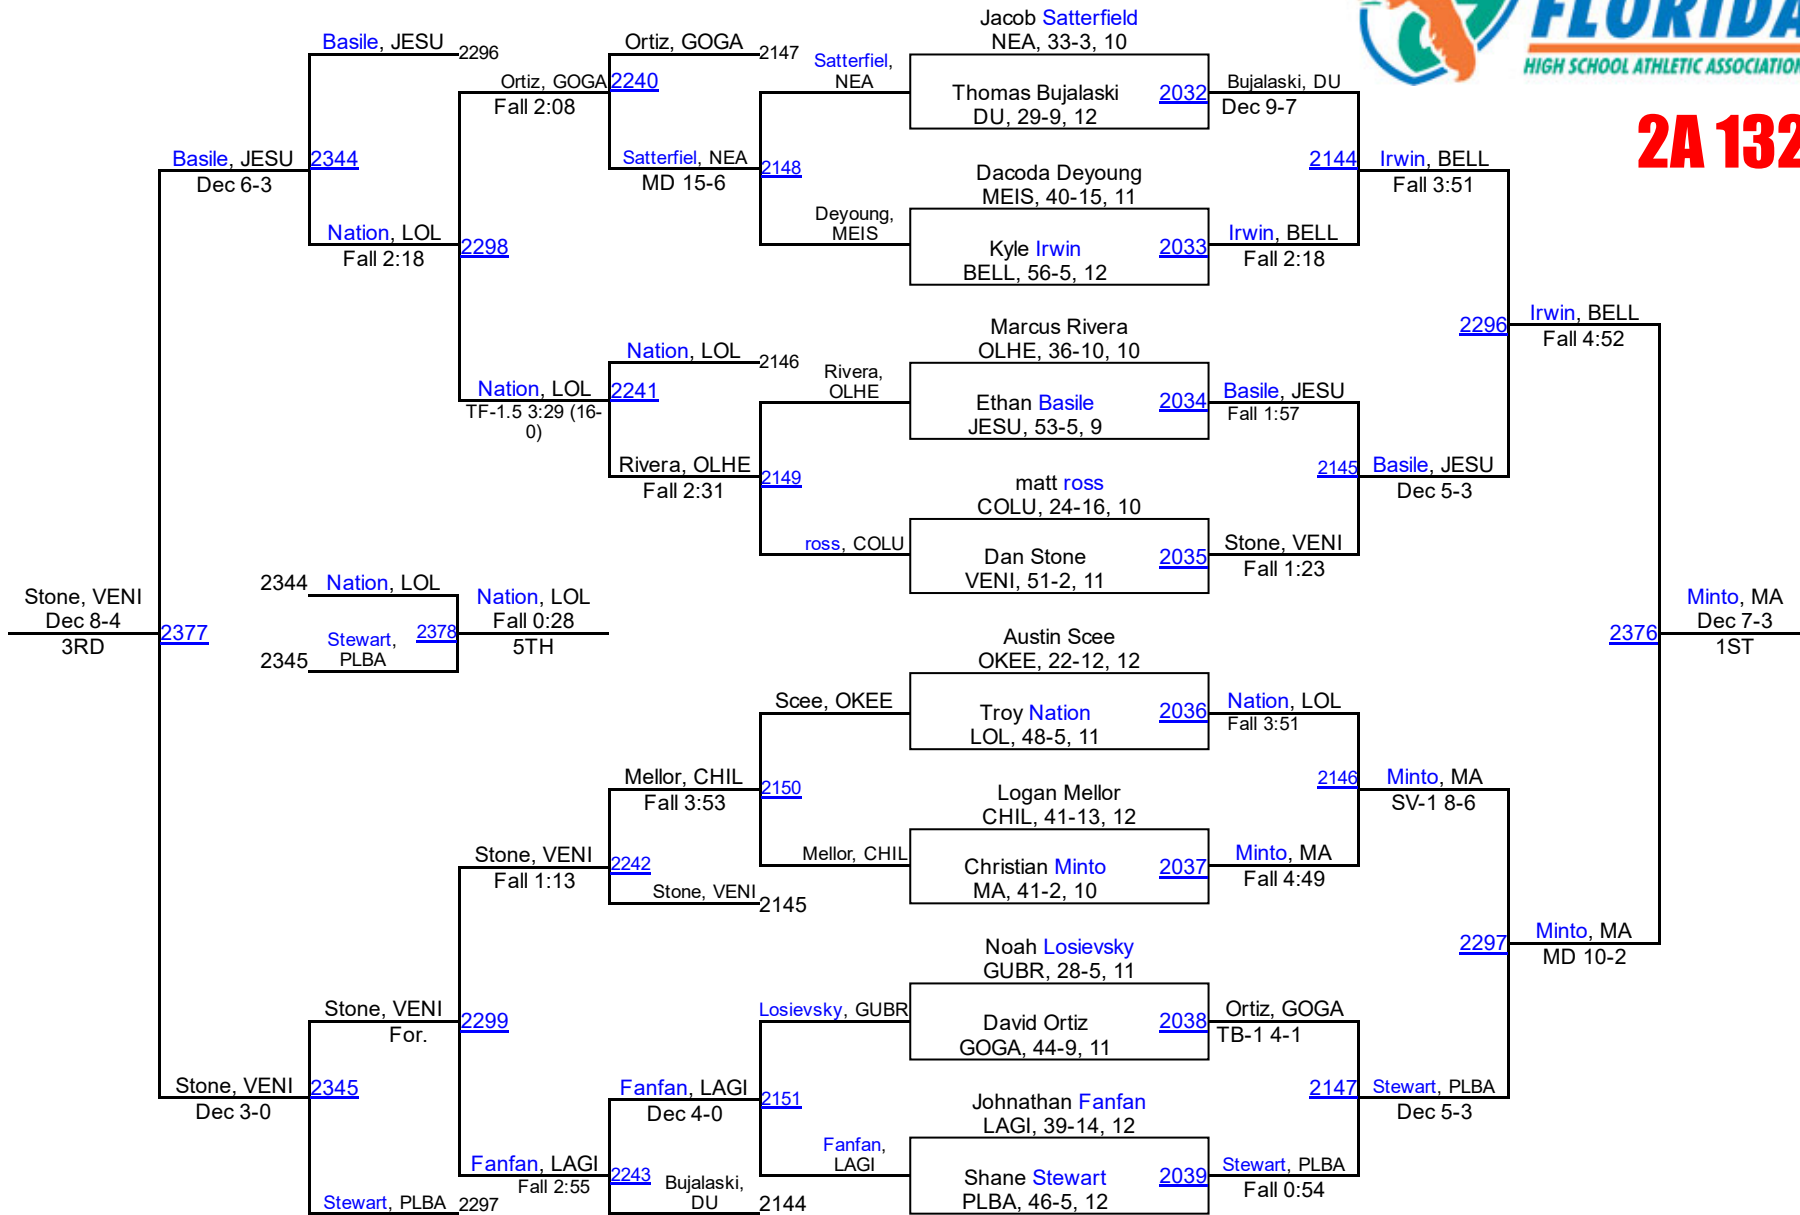 FLORIDA
HIGH SCHOOL ATHLETIC ASSOCIATION
2A 132
Basile, JESU
2296
Ortiz, GOGA
2147
Ortiz, GOGA
2240
Fall 2:08
Satterfiel,
NEA
Basile, JESU
2344
Dec 6-3
Satterfiel, NEA
2148
MD 15-6
Nation, LOL
2298
Fall 2:18
Deyoung,
MEIS
Nation, LOL
2146
Nation, LOL
2241
TF-1.5 3:29 (16-
0)
Rivera,
OLHE
Rivera, OLHE
2149
Fall 2:31
ross, COLU
Stone, VENI
Dec 8-4
3RD
2377
2344
Nation, LOL
2345
Stewart,
PLBA
2378
Nation, LOL
Fall 0:28
5TH
Scee, OKEE
Mellor, CHIL
2150
Fall 3:53
Mellor, CHIL
Stone, VENI
2242
Fall 1:13
Stone, VENI
2145
Stone, VENI
2299
For.
Losievsky, GUBR
Stone, VENI
2345
Dec 3-0
Fanfan, LAGI
2151
Dec 4-0
Fanfan,
LAGI
Fanfan, LAGI
2243
Fall 2:55
Bujalaski,
DU
2144
Stewart, PLBA
2297
Jacob Satterfield
NEA, 33-3, 10
Thomas Bujalaski
DU, 29-9, 12
2032
Bujalaski, DU
Dec 9-7
Dacoda Deyoung
MEIS, 40-15, 11
Kyle Irwin
BELL, 56-5, 12
2033
Irwin, BELL
Fall 2:18
2144
Irwin, BELL
Fall 3:51
Marcus Rivera
OLHE, 36-10, 10
Ethan Basile
JESU, 53-5, 9
2034
Basile, JESU
Fall 1:57
matt ross
COLU, 24-16, 10
Dan Stone
VENI, 51-2, 11
2035
Stone, VENI
Fall 1:23
2145
Basile, JESU
Dec 5-3
2296
Irwin, BELL
Fall 4:52
Austin Scee
OKEE, 22-12, 12
Troy Nation
LOL, 48-5, 11
2036
Nation, LOL
Fall 3:51
Logan Mellor
CHIL, 41-13, 12
Christian Minto
MA, 41-2, 10
2037
Minto, MA
Fall 4:49
2146
Minto, MA
SV-1 8-6
Noah Losievsky
GUBR, 28-5, 11
David Ortiz
GOGA, 44-9, 11
2038
Ortiz, GOGA
TB-1 4-1
Johnathan Fanfan
LAGI, 39-14, 12
Shane Stewart
PLBA, 46-5, 12
2039
Stewart, PLBA
Fall 0:54
2147
Stewart, PLBA
Dec 5-3
2297
Minto, MA
MD 10-2
2376
Minto, MA
Dec 7-3
1ST